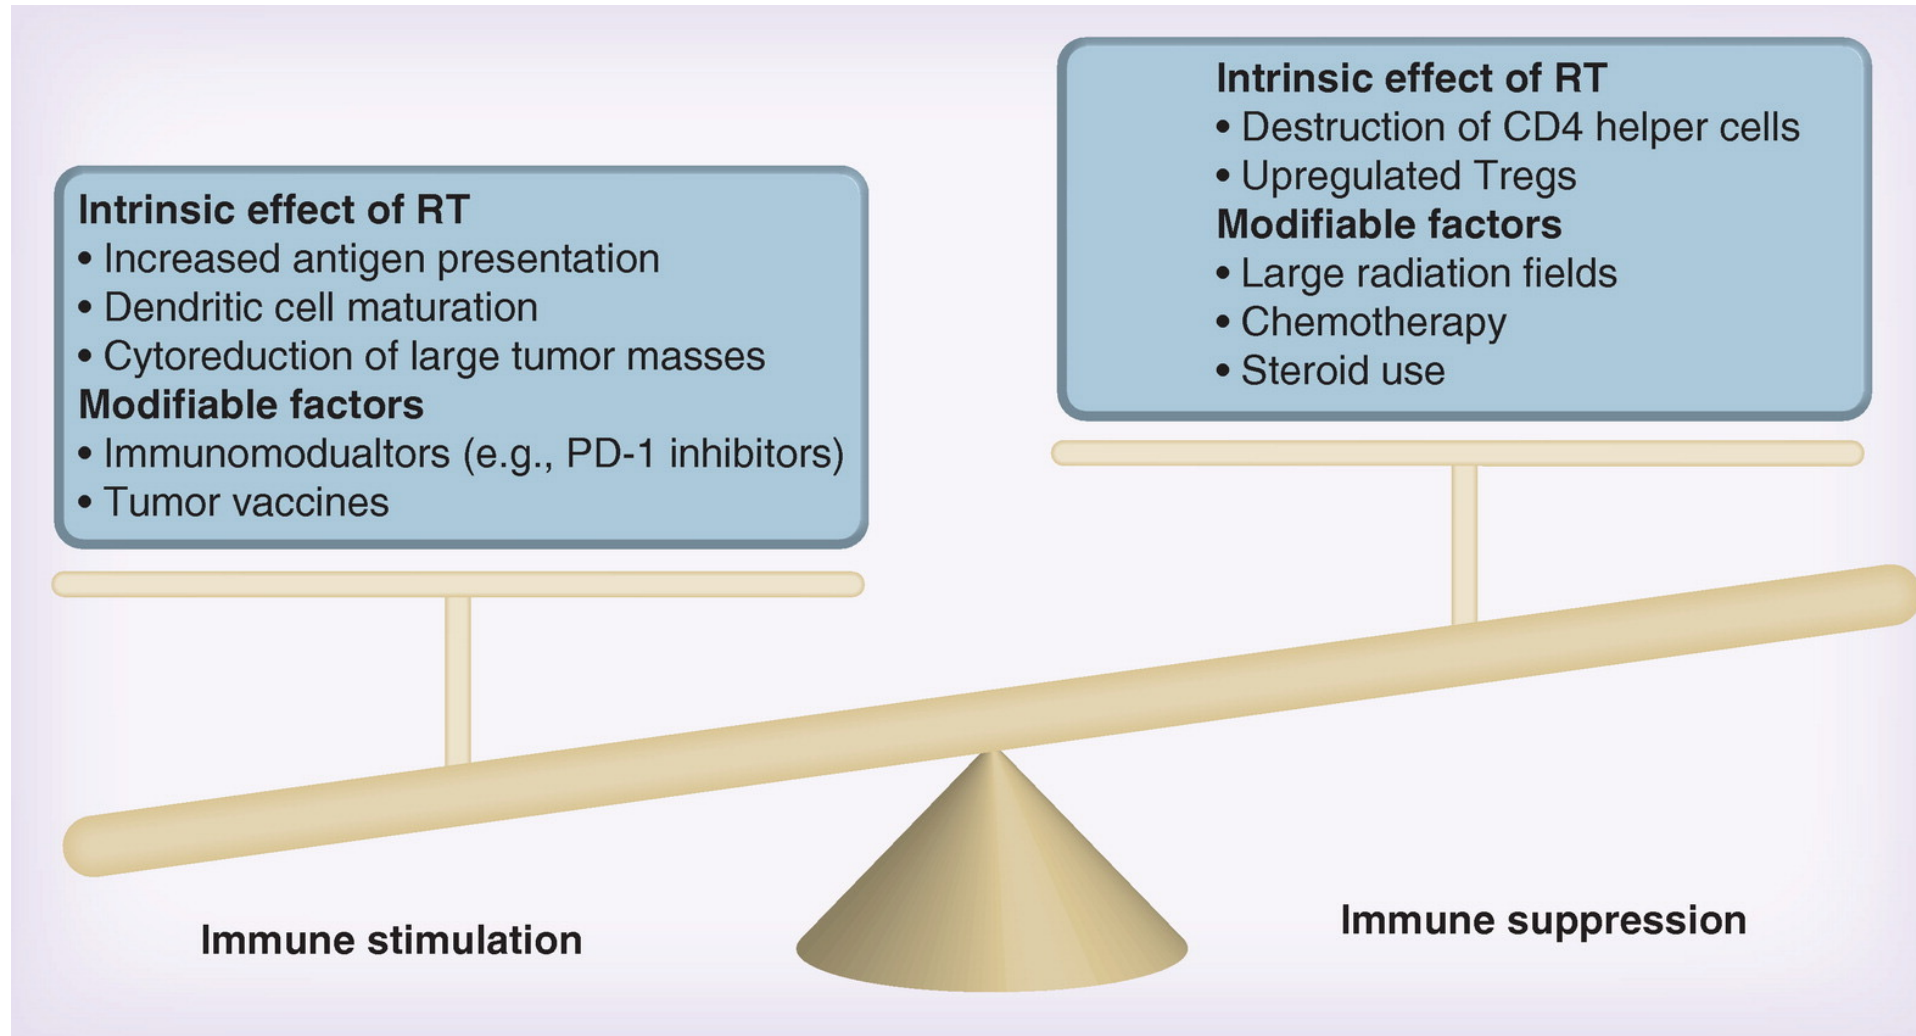 Intrinsic effect of RT
• Increased antigen presentation
• Dendritic cell maturation
• Cytoreduction of large tumor masses
Modifiable factors
• Immunomodualtors (e.g., PD-1 inhibitors)
• Tumor vaccines
Intrinsic effect of RT
• Destruction of CD4 helper cells
• Upregulated Tregs
Modifiable factors
• Large radiation fields
• Chemotherapy
• Steroid use
Immune stimulation
Immune suppression